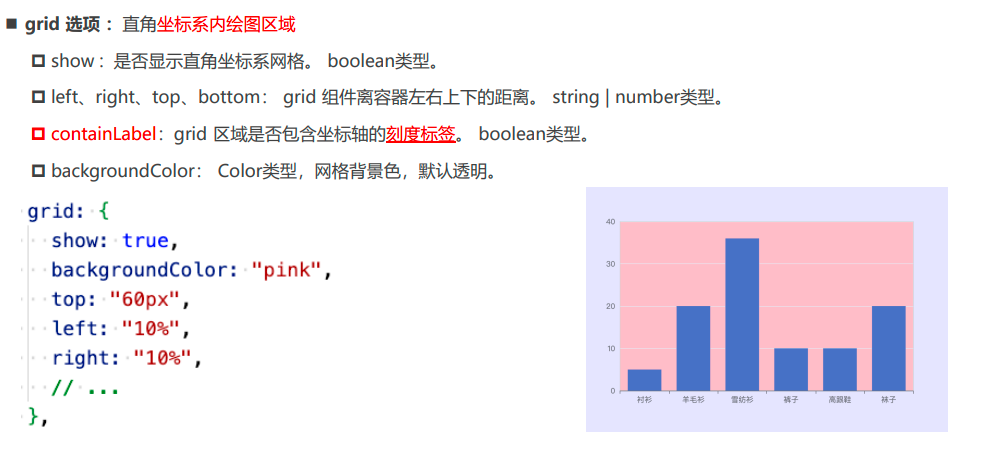 ■ grid 选项 ：直角坐标系内绘图区域
show ：是否显示直角坐标系网格。 boolean类型。
left、right、top、bottom： grid 组件离容器左右上下的距离。 string | number类型。
containLabel：grid 区域是否包含坐标轴的刻度标签。 boolean类型。
backgroundColor： Color类型，网格背景色，默认透明。
grid: {
show: true,
backgroundColor: "pink",
top: "60px",
left: "10%",
right: "10%",
// ...
},
40
30
20
10
0
衬衫 羊毛衫 雪纺衫 裤子 高跟鞋 袜子